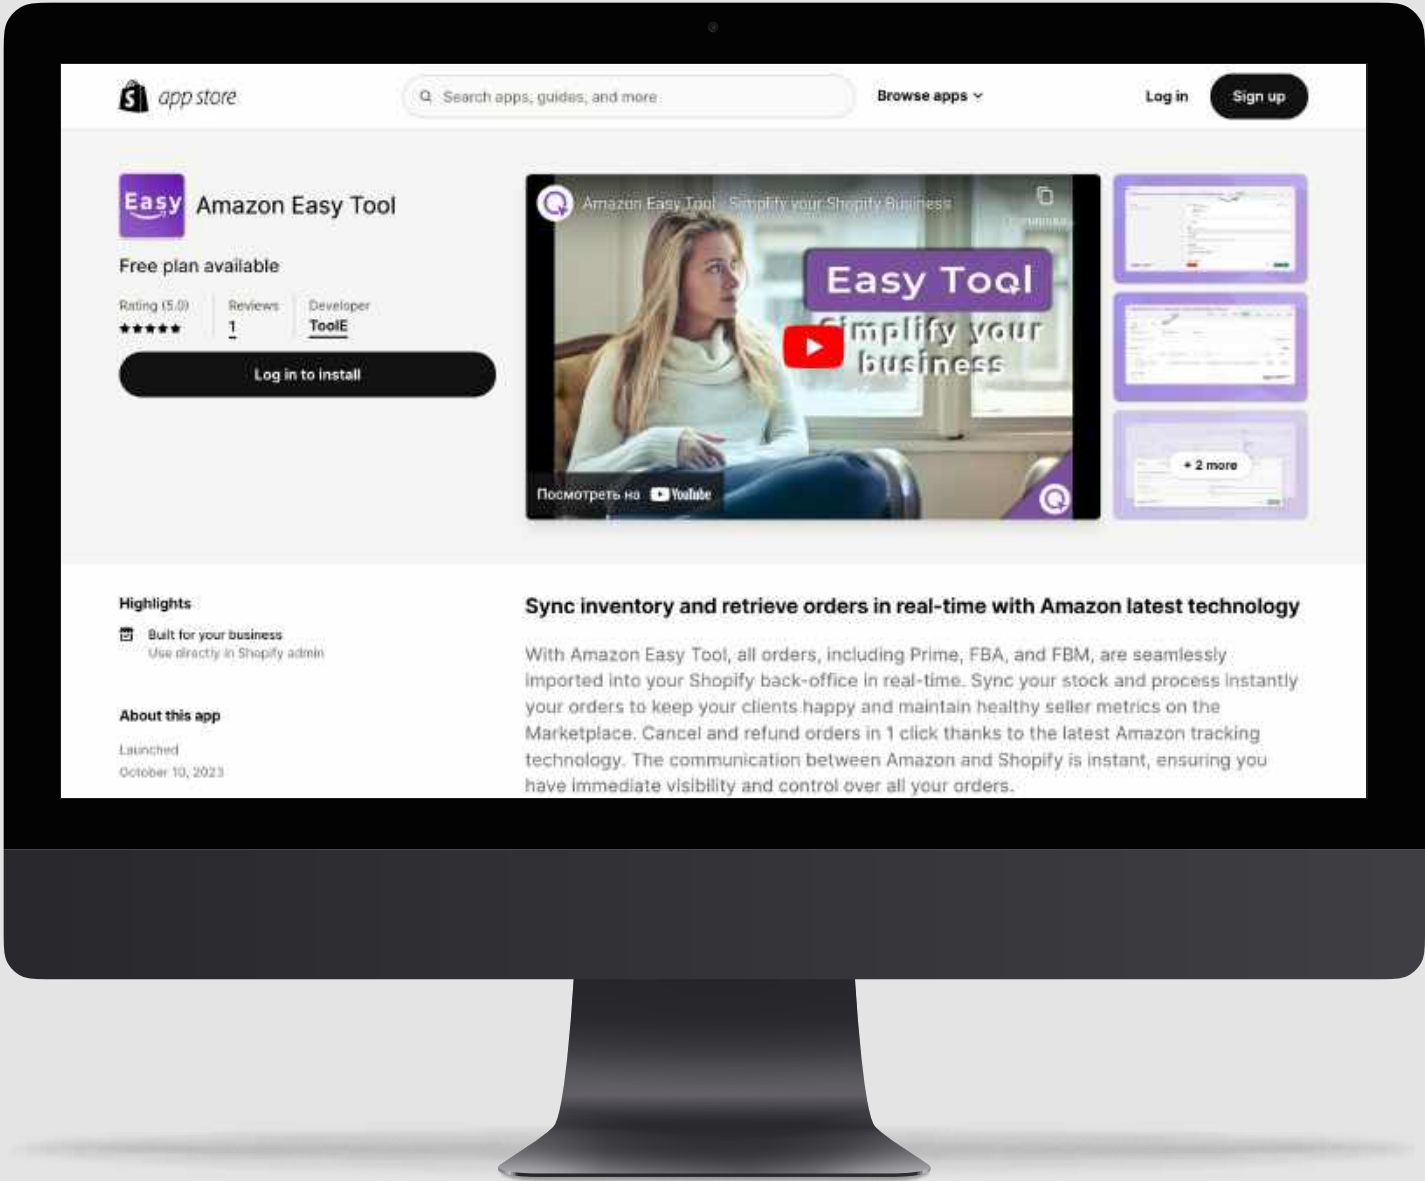 app store
Search apps, guides, and more
Browse apps
Log in
Sign up
Easy
Amazon Easy Tool
Free plan available
Rating (5.0)
Reviews
Developer
1
ToolE
Log in to install
Amazon Easy Tool - Simplify your Shopify Business
Easy Tool
Simplify your
business
Посмотреть на YouTube
+ 2 more
Highlights
Built for your business
Use directly in Shopify admin
About this app
Launched
October 10, 2023
Sync inventory and retrieve orders in real-time with Amazon latest technology
With Amazon Easy Tool, all orders, including Prime, FBA, and FBM, are seamlessly
imported into your Shopify back-office in real-time. Sync your stock and process instantly
your orders to keep your clients happy and maintain healthy seller metrics on the
Marketplace. Cancel and refund orders in 1 click thanks to the latest Amazon tracking
technology. The communication between Amazon and Shopify is instant, ensuring you
have immediate visibility and control over all your orders.